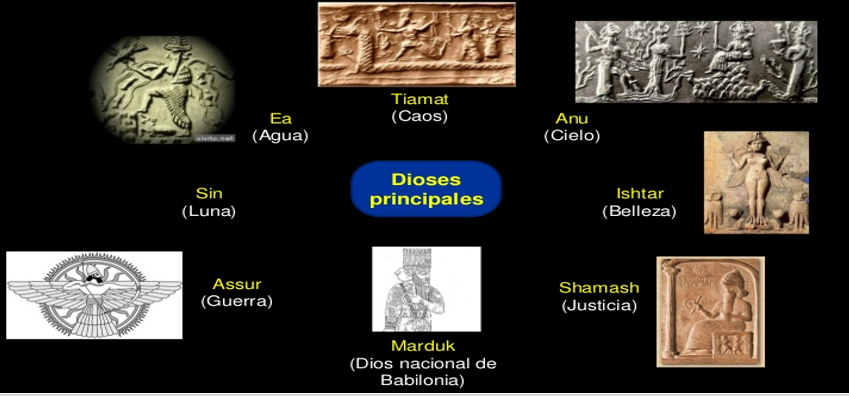 Tiamat
(Caos)
Ea
(Agua)
Anu
(Cielo)
Dioses
principales
Sin
(Luna)
Ishtar
(Belleza)
Assur
(Guerra)
Shamash
(Justicia)
Marduk
(Dios nacional de
Babilonia)